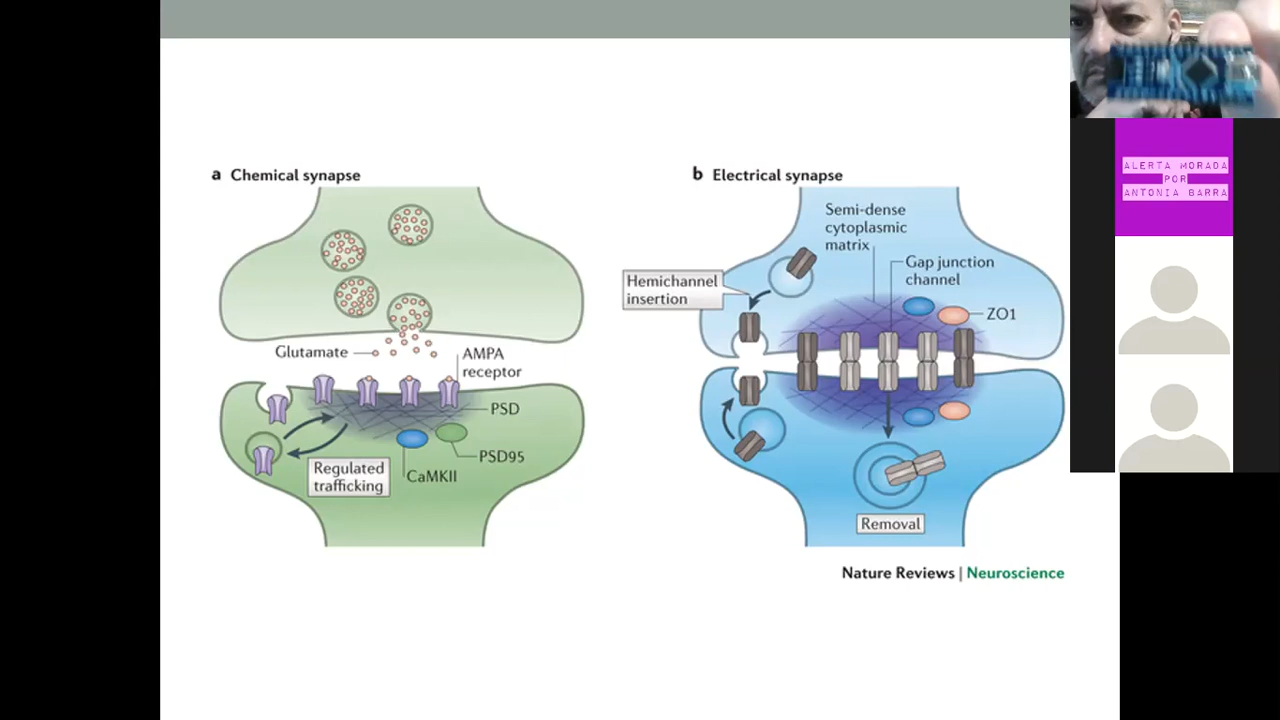 a Chemical synapse
Glutamate
AMPA
receptor
PSD
PSD95
CaMKII
Regulated
trafficking
b Electrical synapse
Semi-dense
cytoplasmic
matrix
Gap junction
channel
Hemichannel
insertion
ZO1
Removal
Nature Reviews | Neuroscience
ALERTA MORADA
POR
ANTONIA BARRA